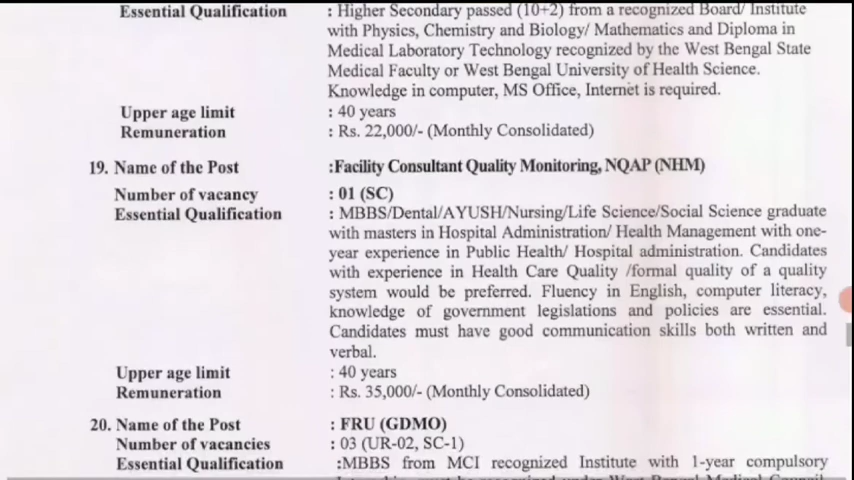 Essential Qualification : Higher Secondary passed (10+2) from a recognized Board/ Institute
with Physics, Chemistry and Biology/ Mathematics and Diploma in
Medical Laboratory Technology recognized by the West Bengal State
Medical Faculty or West Bengal University of Health Science.
Knowledge in computer, MS Office, Internet is required.
Upper age limit : 40 years
Remuneration : Rs. 22,000/- (Monthly Consolidated)
19. Name of the Post :Facility Consultant Quality Monitoring, NQAP (NHM)
Number of vacancy : 01 (SC)
Essential Qualification : MBBS/Dental/AYUSH/Nursing/Life Science/Social Science graduate
with masters in Hospital Administration/ Health Management with one-
year experience in Public Health/ Hospital administration. Candidates
with experience in Health Care Quality /formal quality of a quality
system would be preferred. Fluency in English, computer literacy,
knowledge of government legislations and policies are essential.
Candidates must have good communication skills both written and
verbal.
Upper age limit : 40 years
Remuneration : Rs. 35,000/- (Monthly Consolidated)
20. Name of the Post : FRU (GDMO)
Number of vacancies : 03 (UR-02, SC-1)
Essential Qualification :MBBS from MCI recognized Institute with 1-year compulsory